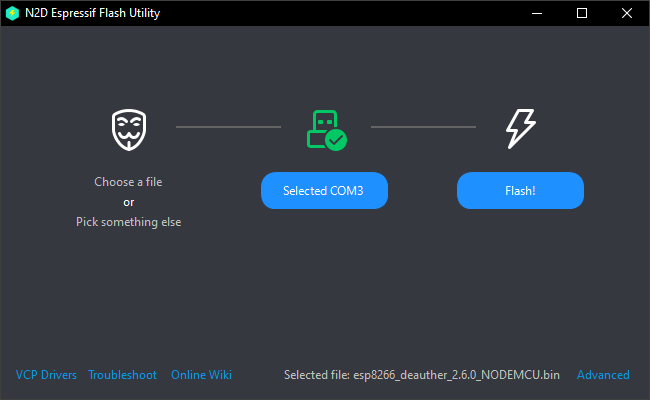 N2D Espressif Flash Utility
Choose a file
or
Pick something else
Selected COM3
Flash!
VCP Drivers Troubleshoot Online Wiki Selected file: esp8266_deauther_2.6.0_NODEMCU.bin Advanced